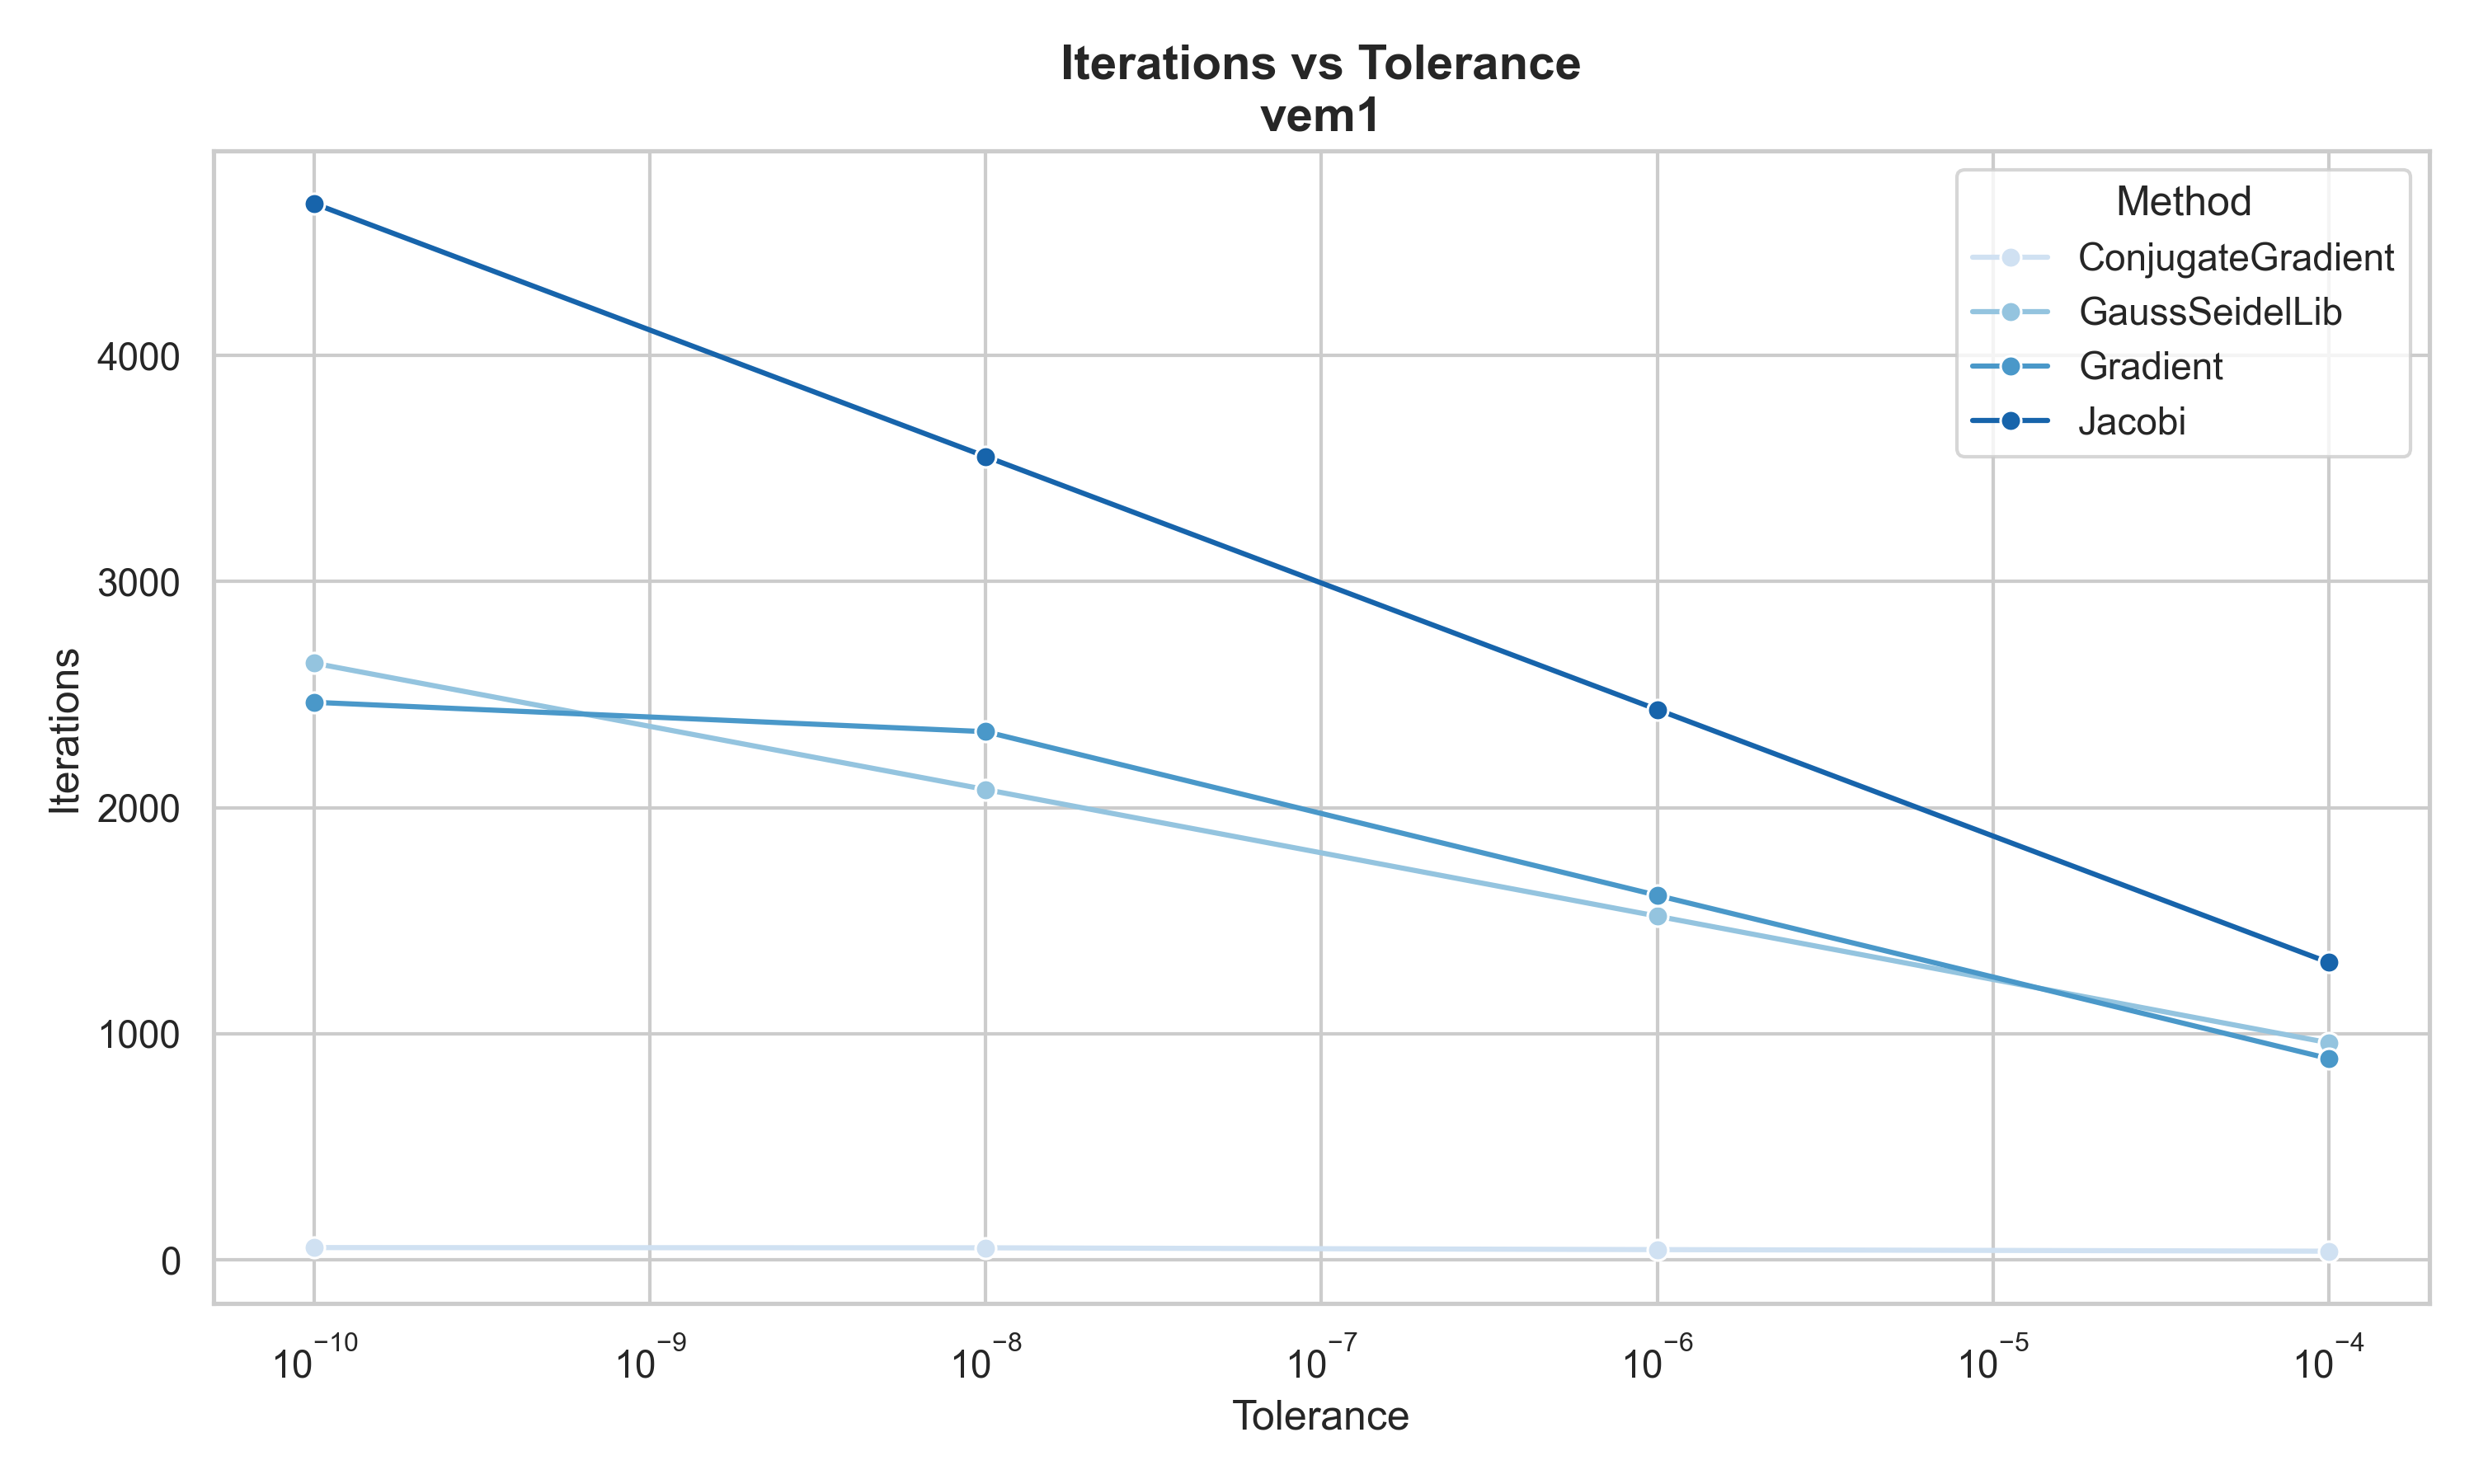 Iterations vs Tolerance
vem1
Method
ConjugateGradient
GaussSeidelLib
Gradient
Jacobi
Iterations
4000
3000
2000
1000
0
10⁻¹⁰ 10⁻⁹ 10⁻⁸ 10⁻⁷ 10⁻⁶ 10⁻⁵ 10⁻⁴
Tolerance